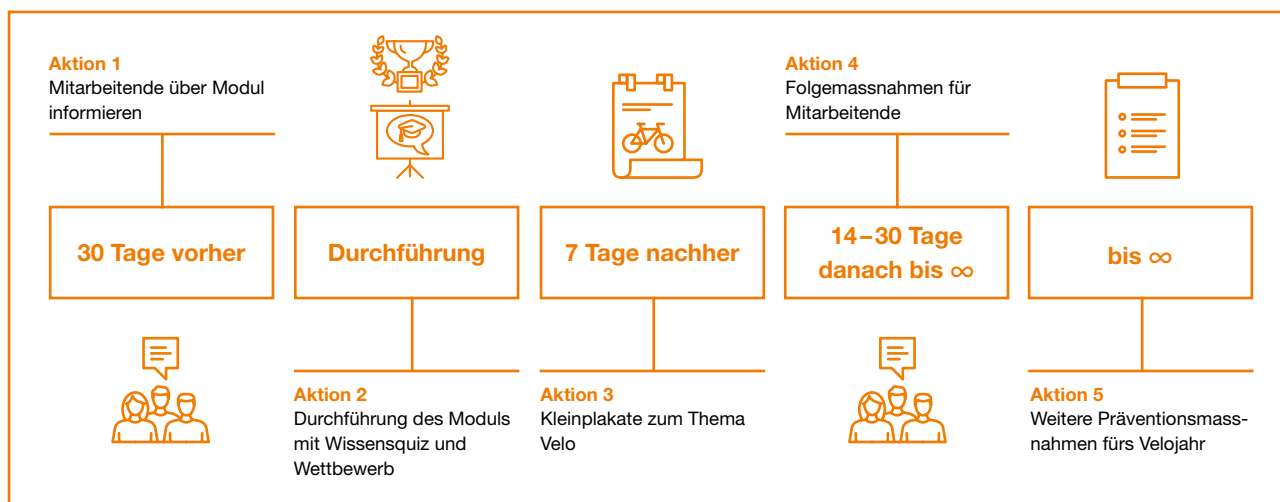 Aktion 1
Mitarbeitende über Modul
informieren
30 Tage vorher
Durchführung
Aktion 2
Durchführung des Moduls
mit Wissensquiz und
Wettbewerb
7 Tage nachher
Aktion 3
Kleinplakate zum Thema
Velo
Aktion 4
Folgemassnahmen für
Mitarbeitende
14–30 Tage
danach bis ∞
bis ∞
Aktion 5
Weitere Präventionsmass-
nahmen fürs Velojahr